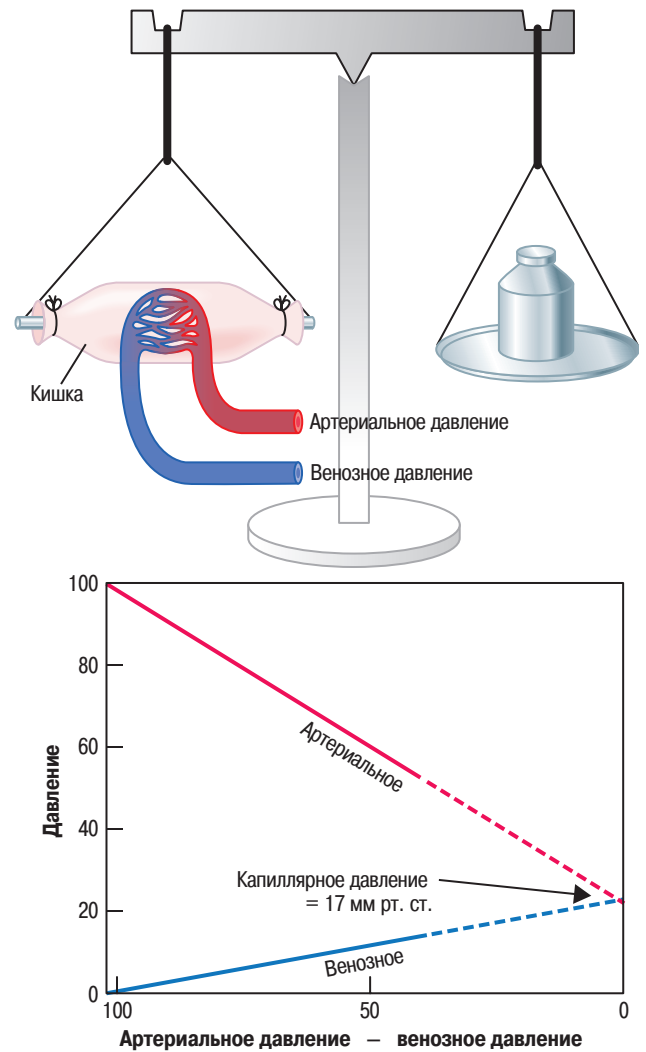 Кишка
Артериальное давление
Венозное давление
100
80
60
40
20
0
Давление
Артериальное
Капиллярное давление
= 17 мм рт. ст.
Венозное
100
50
0
Артериальное давление – венозное давление